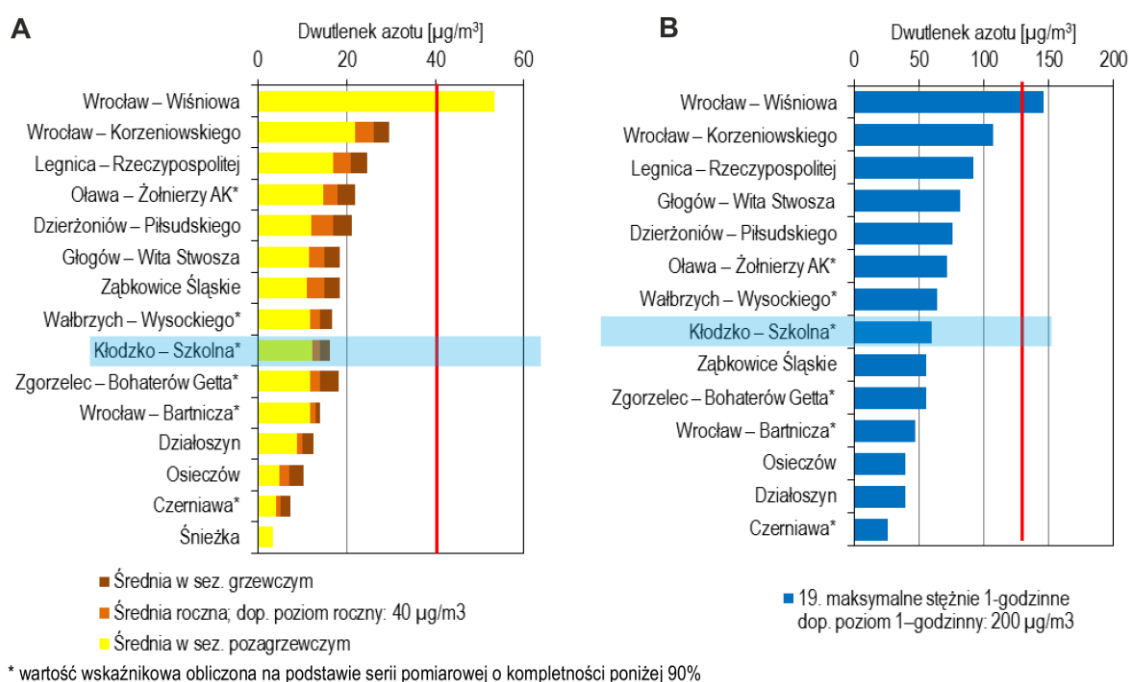 A
Dwutlenek azotu [µg/m³]
0 20 40 60
Wrocław – Wiśniowa
Wrocław – Korzeniowskiego
Legnica – Rzeczypospolitej
Oława – Żołnierzy AK*
Dzierżoniów – Piłsudskiego
Głogów – Wita Stwosza
Ząbkowice Śląskie
Wałbrzych – Wysockiego*
Kłodzko – Szkolna*
Zgorzelec – Bohaterów Getta*
Wrocław – Bartnicza*
Działoszyn
Osieczów
Czerniawa*
Śnieżka
Średnia w sez. grzewczym
Średnia roczna; dop. poziom roczny: 40 µg/m3
Średnia w sez. pozagrzewczym
B
Dwutlenek azotu [µg/m³]
0 50 100 150 200
Wrocław – Wiśniowa
Wrocław – Korzeniowskiego
Legnica – Rzeczypospolitej
Głogów – Wita Stwosza
Dzierżoniów – Piłsudskiego
Oława – Żołnierzy AK*
Wałbrzych – Wysockiego*
Kłodzko – Szkolna*
Ząbkowice Śląskie
Zgorzelec – Bohaterów Getta*
Wrocław – Bartnicza*
Osieczów
Działoszyn
Czerniawa*
19. maksymalne stężnie 1-godzinne
dop. poziom 1–godzinny: 200 µg/m3
* wartość wskaźnikowa obliczona na podstawie serii pomiarowej o kompletności poniżej 90%